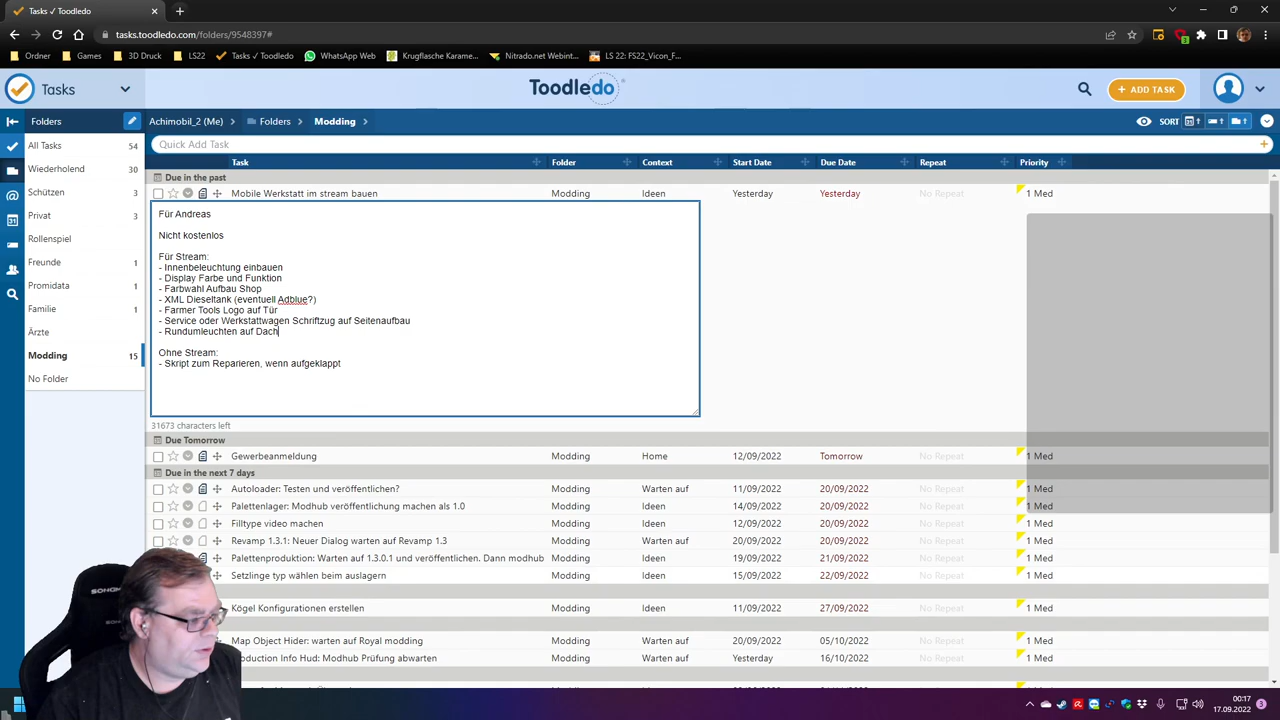 Tasks ✓ Toodledo
tasks.toodledo.com/folders/9548397#
Ordner Games 3D Druck LS22 Tasks ✓ Toodledo WhatsApp Web Krugflasche Karame... Nitrado.net Webint... LS 22: FS22_Vicon_F...
Tasks
Toodledo
+ ADD TASK
Folders
Achimobil_2 (Me) Folders Modding
SORT
All Tasks 54
Wiederholend 30
Schützen 3
Privat 3
Rollenspiel
Freunde 1
Promidata 1
Familie 1
Ärzte
Modding 15
No Folder
Quick Add Task
Task Folder Context Start Date Due Date Repeat Priority
Due in the past
Mobile Werkstatt im stream bauen Modding Ideen Yesterday Yesterday No Repeat 1 Med
Für Andreas
Nicht kostenlos
Für Stream:
- Innenbeleuchtung einbauen
- Display Farbe und Funktion
- Farbwahl Aufbau Shop
- XML Dieseltank (eventuell Adblue?)
- Farmer Tools Logo auf Tür
- Service oder Werkstattwagen Schriftzug auf Seitenaufbau
- Rundumleuchten auf Dach
Ohne Stream:
- Skript zum Reparieren, wenn aufgeklappt
31673 characters left
Due Tomorrow
Gewerbeanmeldung Modding Home 12/09/2022 Tomorrow No Repeat 1 Med
Due in the next 7 days
Autoloader: Testen und veröffentlichen? Modding Warten auf 11/09/2022 20/09/2022 No Repeat 1 Med
Palettenlager: Modhub veröffentlichung machen als 1.0 Modding Ideen 14/09/2022 20/09/2022 No Repeat 1 Med
Filltype video machen Modding Ideen 12/09/2022 20/09/2022 No Repeat 1 Med
Revamp 1.3.1: Neuer Dialog warten auf Revamp 1.3 Modding Warten auf 20/09/2022 20/09/2022 No Repeat 1 Med
Palettenproduktion: Warten auf 1.3.0.1 und veröffentlichen. Dann modhub Modding Ideen 19/09/2022 21/09/2022 No Repeat 1 Med
Setzlinge typ wählen beim auslagern Modding Ideen 15/09/2022 22/09/2022 No Repeat 1 Med
Kögel Konfigurationen erstellen Modding Ideen 11/09/2022 27/09/2022 No Repeat 1 Med
Map Object Hider: warten auf Royal modding Modding Warten auf 20/09/2022 05/10/2022 No Repeat 1 Med
roduction Info Hud: Modhub Prüfung abwarten Modding Warten auf Yesterday 16/10/2022 No Repeat 1 Med
00:17
17.09.2022